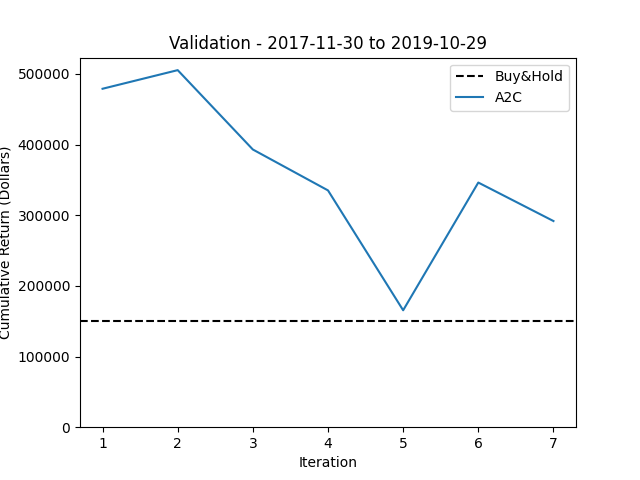 Validation - 2017-11-30 to 2019-10-29
Buy&Hold
A2C
Cumulative Return (Dollars)
500000
400000
300000
200000
100000
0
1 2 3 4 5 6 7
Iteration